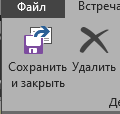 Файл Встреча
Сохранить Удалить
и закрыть